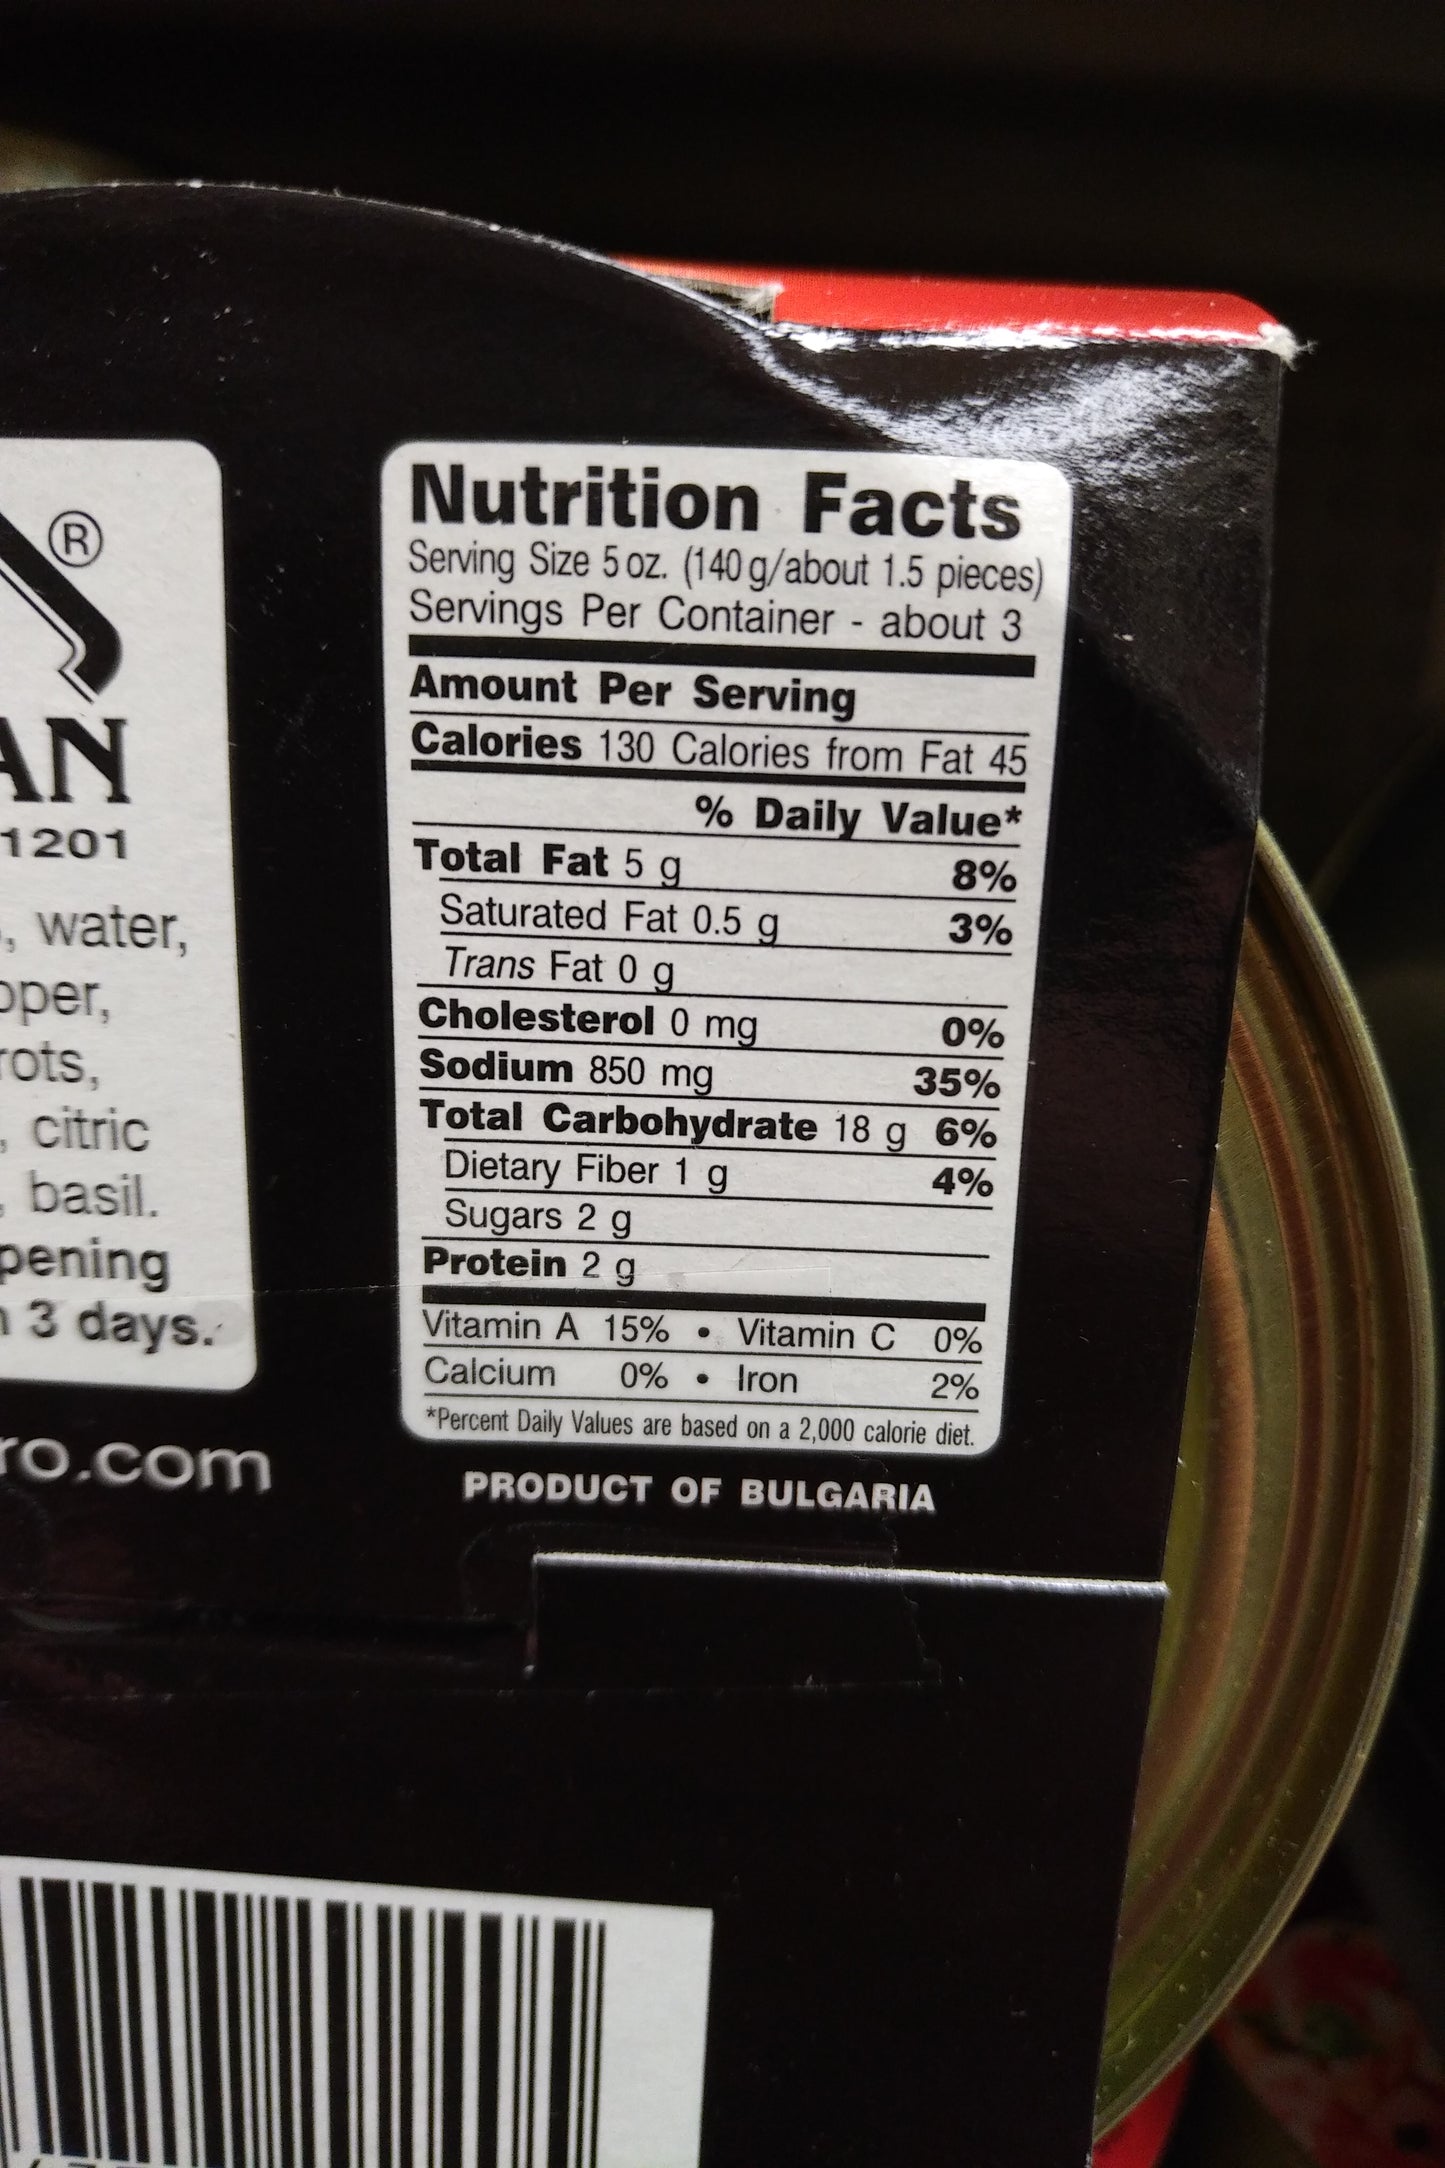 ®
AN
1201
, water,
pper,
rots,
, citric
, basil.
pening
n 3 days.
ro.com
Nutrition Facts
Serving Size 5 oz. (140 g/about 1.5 pieces)
Servings Per Container - about 3
Amount Per Serving
Calories 130 Calories from Fat 45
% Daily Value*
Total Fat 5 g 8%
Saturated Fat 0.5 g 3%
Trans Fat 0 g
Cholesterol 0 mg 0%
Sodium 850 mg 35%
Total Carbohydrate 18 g 6%
Dietary Fiber 1 g 4%
Sugars 2 g
Protein 2 g
Vitamin A 15% • Vitamin C 0%
Calcium 0% • Iron 2%
*Percent Daily Values are based on a 2,000 calorie diet.
PRODUCT OF BULGARIA